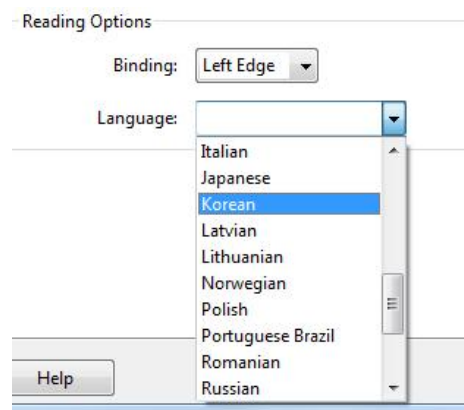 Reading Options
Binding: Left Edge
Language:
Italian
Japanese
Korean
Latvian
Lithuanian
Norwegian
Polish
Portuguese Brazil
Romanian
Russian
Help